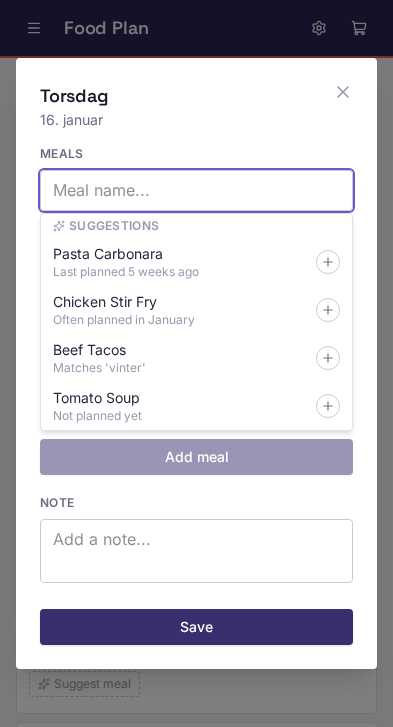 Food Plan
Torsdag
16. januar
MEALS
Meal name...
SUGGESTIONS
Pasta Carbonara
Last planned 5 weeks ago
Chicken Stir Fry
Often planned in January
Beef Tacos
Matches 'vinter'
Tomato Soup
Not planned yet
Add meal
NOTE
Add a note...
Save
Suggest meal